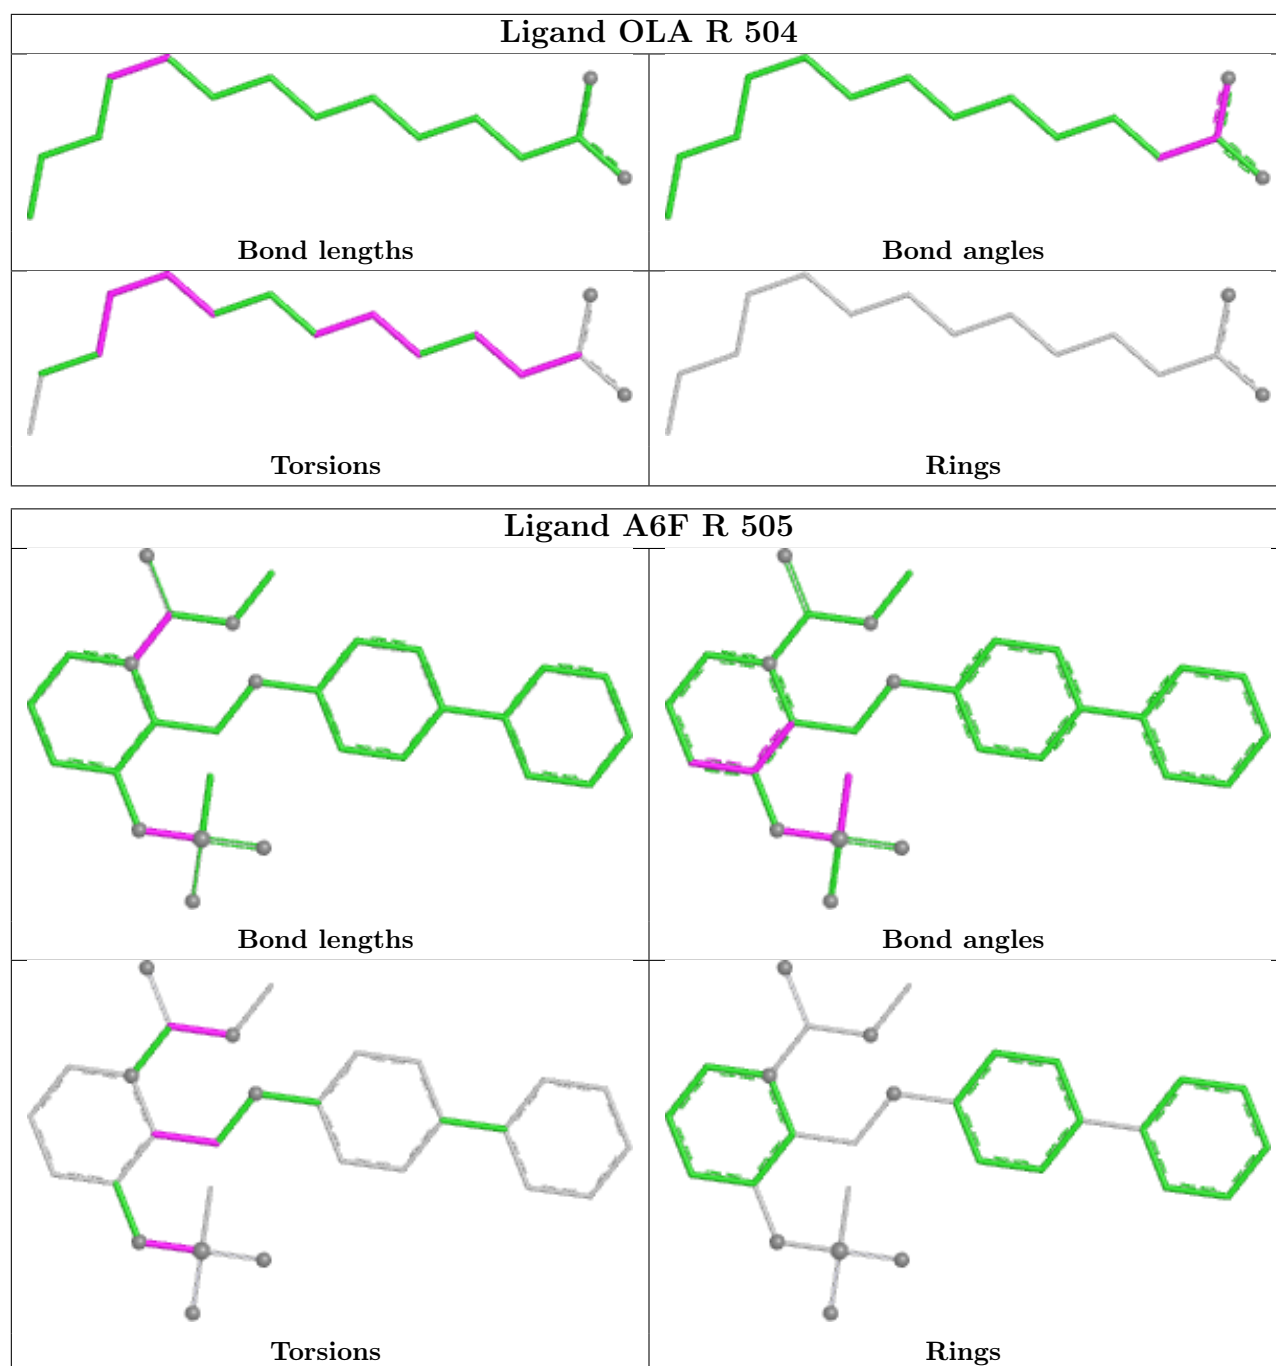 Ligand OLA R 504
Bond lengths
Bond angles
Torsions
Rings
Ligand A6F R 505
Bond lengths
Bond angles
Torsions
Rings